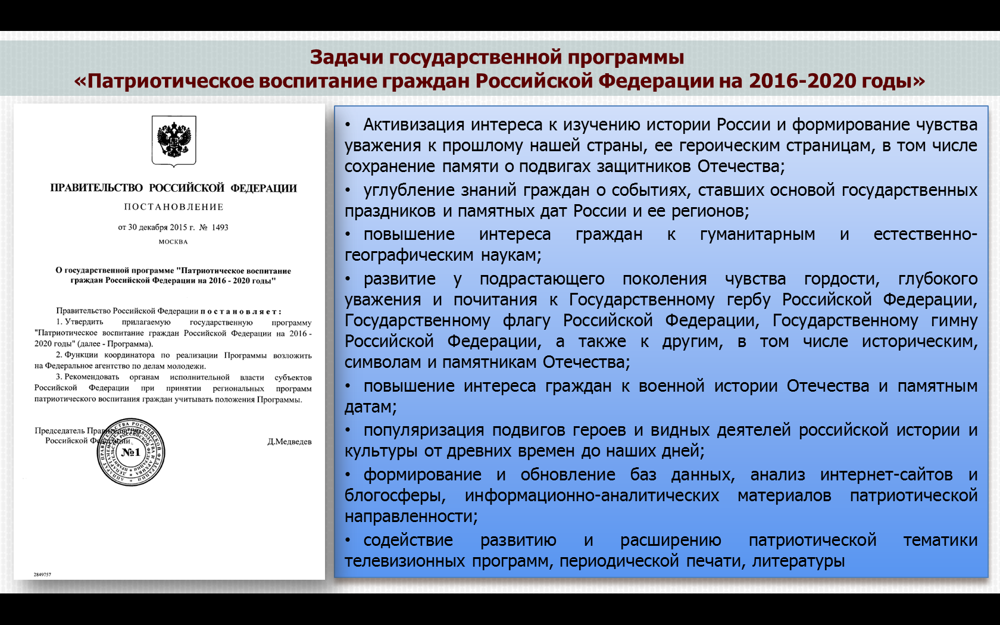 Задачи государственной программы
«Патриотическое воспитание граждан Российской Федерации на 2016-2020 годы»
ПРАВИТЕЛЬСТВО РОССИЙСКОЙ ФЕДЕРАЦИИ
ПОСТАНОВЛЕНИЕ
от 30 декабря 2015 г. № 1493
МОСКВА
О государственной программе "Патриотическое воспитание
граждан Российской Федерации на 2016 - 2020 годы"
Правительство Российской Федерации постановляет:
1. Утвердить прилагаемую государственную программу
"Патриотическое воспитание граждан Российской Федерации на 2016 -
2020 годы" (далее - Программа).
2. Функции координатора по реализации Программы возложить
на Федеральное агентство по делам молодежи.
3. Рекомендовать органам исполнительной власти субъектов
Российской Федерации при принятии региональных программ
патриотического воспитания граждан учитывать положения Программы.
Председатель Правительства
Российской Федерации
Д.Медведев
№1
2849757
• Активизация интереса к изучению истории России и формирование чувства
уважения к прошлому нашей страны, ее героическим страницам, в том числе
сохранение памяти о подвигах защитников Отечества;
• углубление знаний граждан о событиях, ставших основой государственных
праздников и памятных дат России и ее регионов;
• повышение интереса граждан к гуманитарным и естественно-
географическим наукам;
• развитие у подрастающего поколения чувства гордости, глубокого
уважения и почитания к Государственному гербу Российской Федерации,
Государственному флагу Российской Федерации, Государственному гимну
Российской Федерации, а также к другим, в том числе историческим,
символам и памятникам Отечества;
• повышение интереса граждан к военной истории Отечества и памятным
датам;
• популяризация подвигов героев и видных деятелей российской истории и
культуры от древних времен до наших дней;
• формирование и обновление баз данных, анализ интернет-сайтов и
блогосферы, информационно-аналитических материалов патриотической
направленности;
• содействие развитию и расширению патриотической тематики
телевизионных программ, периодической печати, литературы